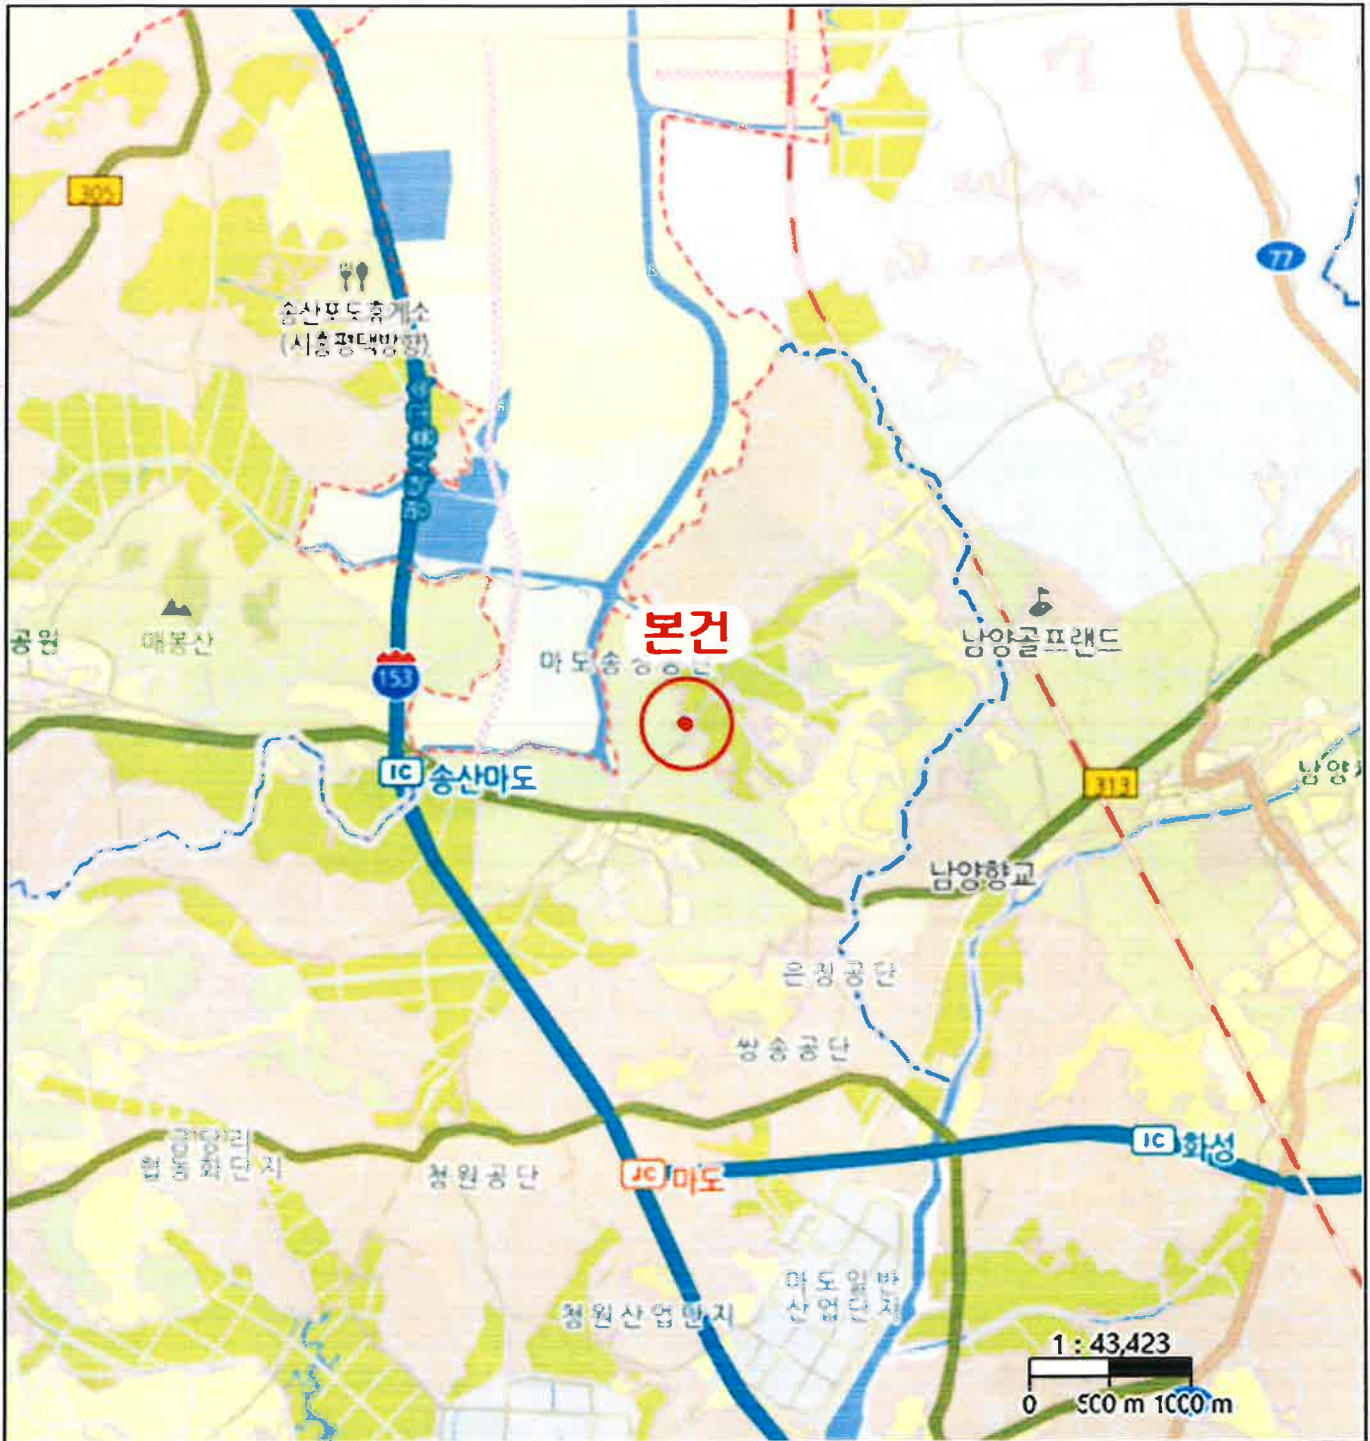 305
77
송산포도휴게소
(시흥평택방향)
본건
공원
매봉산
마도송정공단
남양골프랜드
153
IC 송산마도
313
남양
남양향교
은장공단
쌍송공단
IC 화성
청원공단
JC 마도
마도일반
산업단지
청원산업단지
1 : 43,423
0 500 m 1000 m